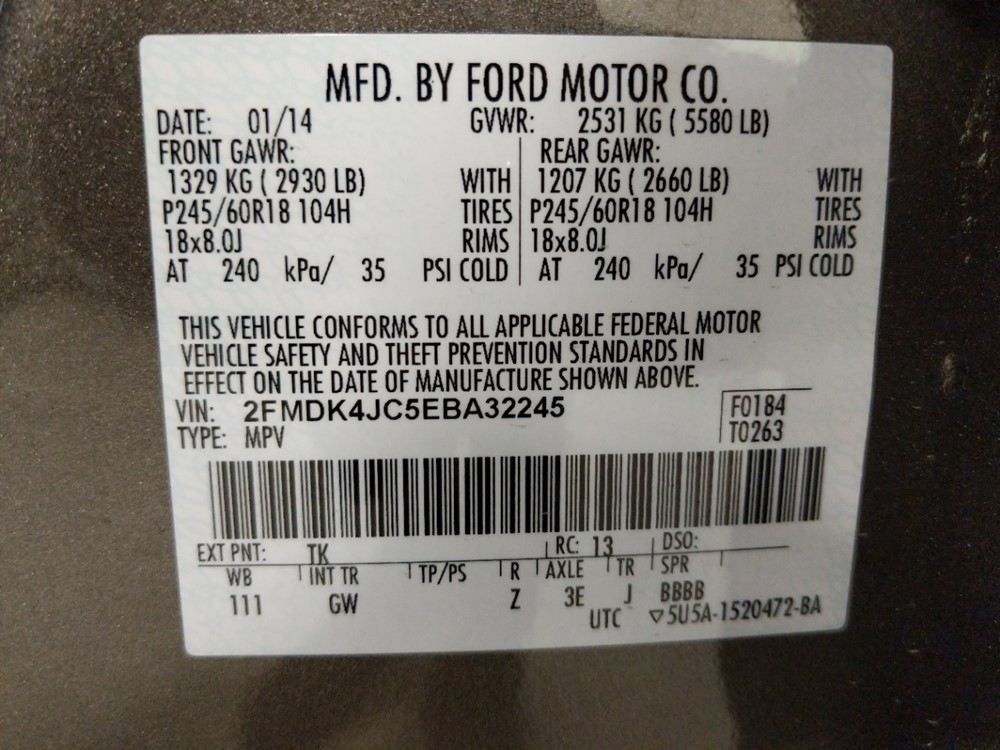 MFD. BY FORD MOTOR CO.
DATE: 01/14 GVWR: 2531 KG ( 5580 LB)
FRONT GAWR: REAR GAWR:
1329 KG ( 2930 LB) WITH 1207 KG ( 2660 LB) WITH
P245/60R18 104H TIRES P245/60R18 104H TIRES
18x8.0J RIMS 18x8.0J RIMS
AT 240 kPa/ 35 PSI COLD AT 240 kPa/ 35 PSI COLD
THIS VEHICLE CONFORMS TO ALL APPLICABLE FEDERAL MOTOR
VEHICLE SAFETY AND THEFT PREVENTION STANDARDS IN
EFFECT ON THE DATE OF MANUFACTURE SHOWN ABOVE.
VIN: 2FMDK4JC5EBA32245 F0184
TYPE: MPV T0263
EXT PNT: TK RC: 13 DSO:
WB INT TR TP/PS R AXLE TR SPR
111 GW Z 3E J BBBB
UTC ▽5U5A-1520472-BA